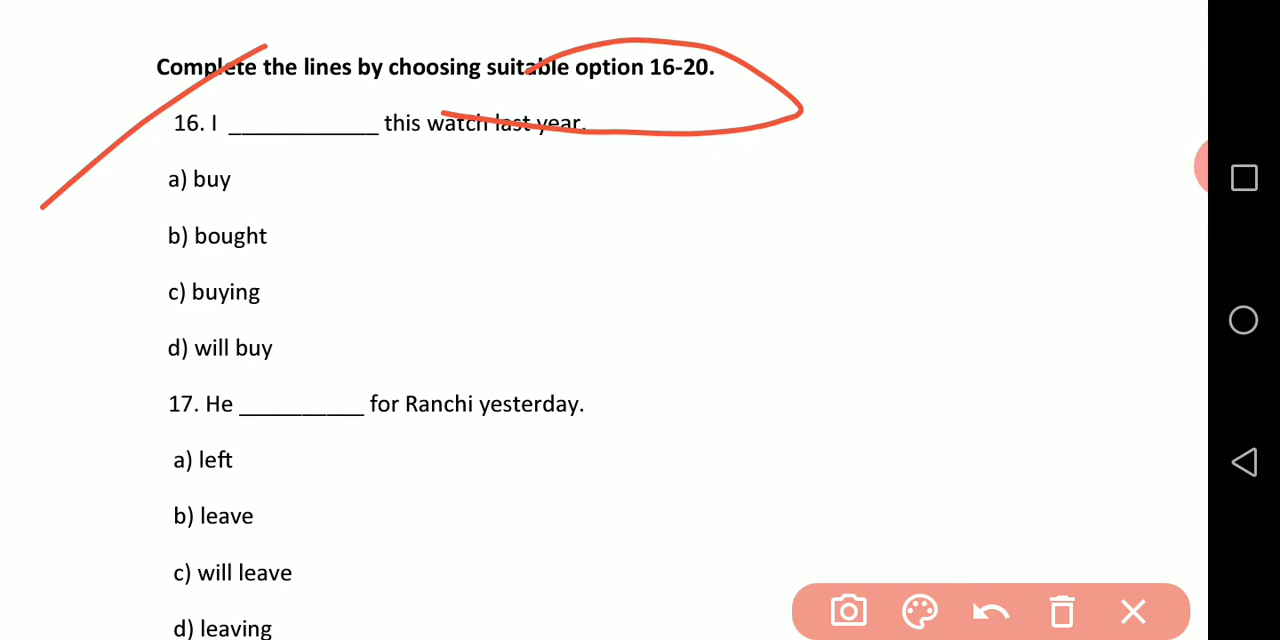 Complete the lines by choosing suitable option 16-20.
16. I ____________ this watch last year.
a) buy
b) bought
c) buying
d) will buy
17. He __________ for Ranchi yesterday.
a) left
b) leave
c) will leave
d) leaving